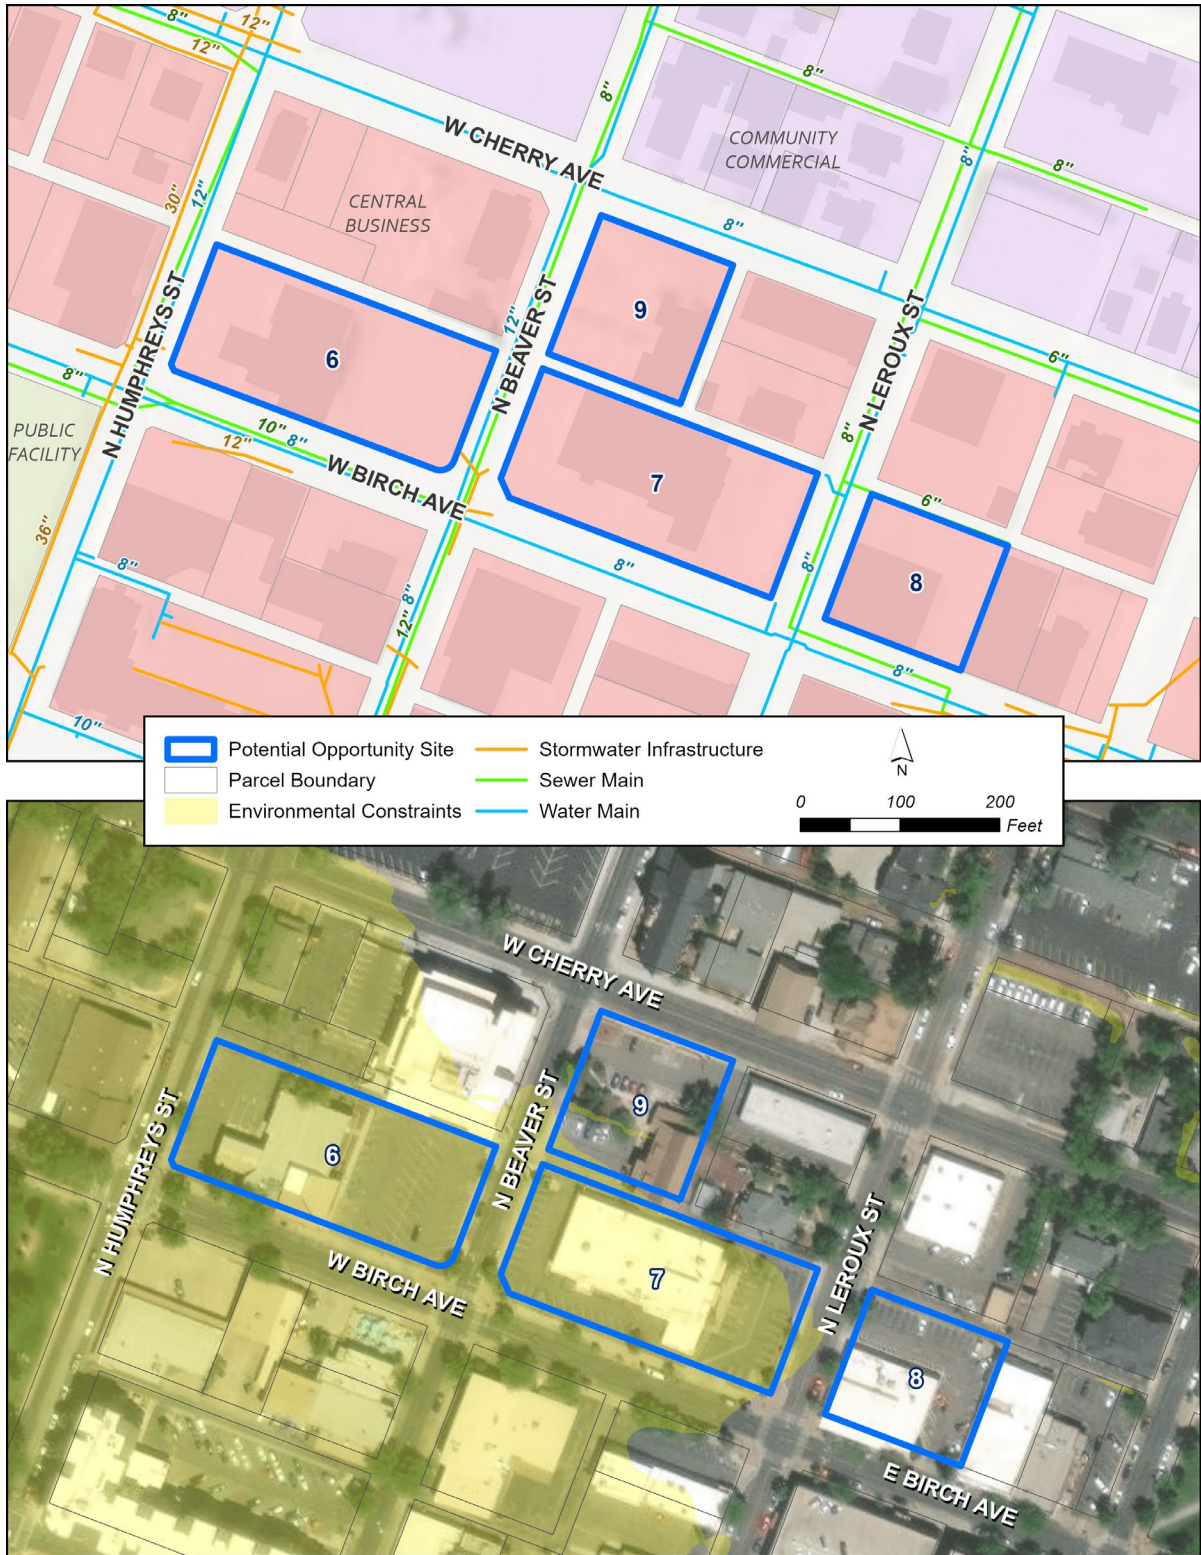 8"
12"
12"
8"
8"
W CHERRY AVE
COMMUNITY
COMMERCIAL
8"
8"
30"
12"
CENTRAL
BUSINESS
8"
N HUMPHREYS ST
6
12"
N BEAVER ST
9
N LEROUX ST
6"
8"
PUBLIC
FACILITY
10"
8"
12"
W BIRCH AVE
7
8"
6"
36"
8"
8"
8"
8
12"
8"
8"
10"
Potential Opportunity Site
Parcel Boundary
Environmental Constraints
Stormwater Infrastructure
Sewer Main
Water Main
N
0 100 200
Feet
W CHERRY AVE
N HUMPHREYS ST
6
N BEAVER ST
9
W BIRCH AVE
7
N LEROUX ST
8
E BIRCH AVE